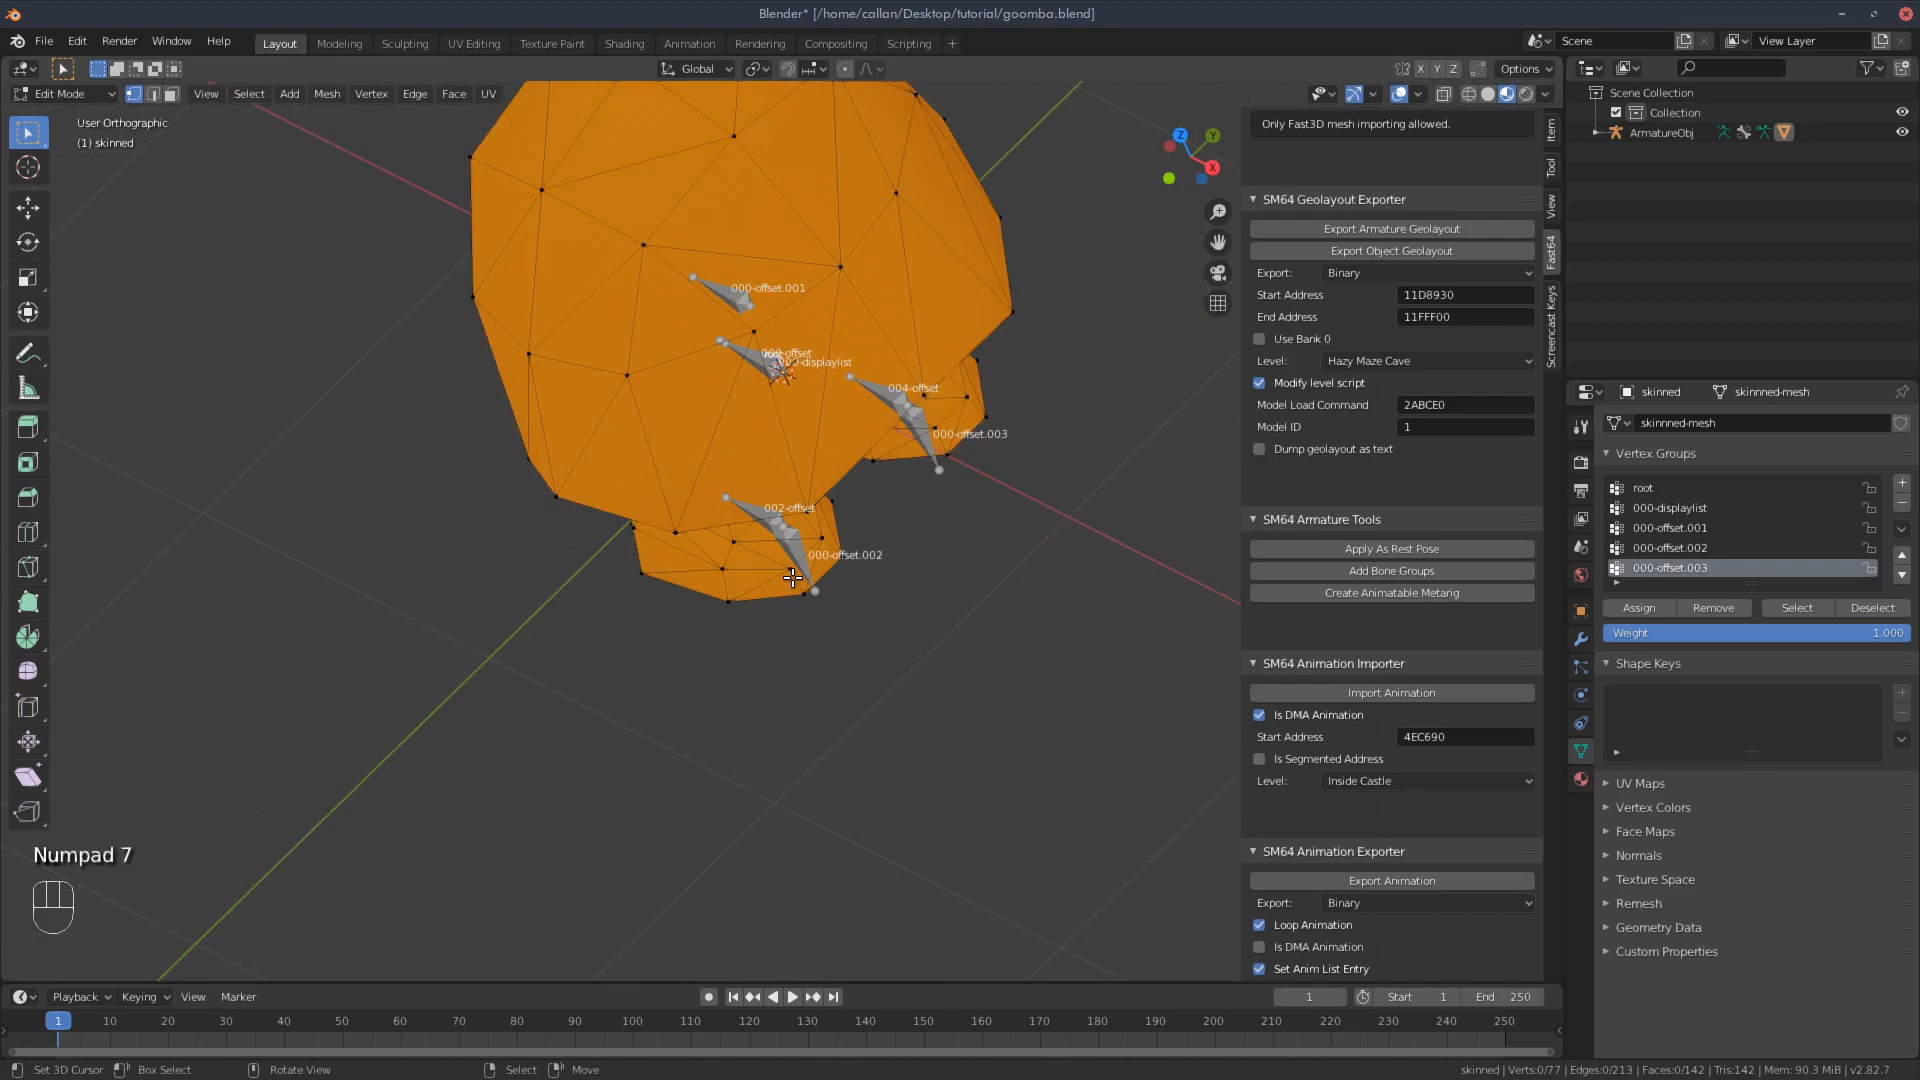 Blender* [/home/callan/Desktop/tutorial/goomba.blend]
File Edit Render Window Help
Layout Modeling Sculpting UV Editing Texture Paint Shading Animation Rendering Compositing Scripting +
Scene
View Layer
Global
X Y Z
Options
Edit Mode
View Select Add Mesh Vertex Edge Face UV
User Orthographic
(1) skinned
Z
Y
X
000-offset.001
000-offset
000-displaylist
004-offset
000-offset.003
002-offset
000-offset.002
Numpad 7
Only Fast3D mesh importing allowed.
SM64 Geolayout Exporter
Export Armature Geolayout
Export Object Geolayout
Export: Binary
Start Address 11D8930
End Address 11FFF00
Use Bank 0
Level: Hazy Maze Cave
Modify level script
Model Load Command 2ABCE0
Model ID 1
Dump geolayout as text
SM64 Armature Tools
Apply As Rest Pose
Add Bone Groups
Create Animatable Metarig
SM64 Animation Importer
Import Animation
Is DMA Animation
Start Address 4EC690
Is Segmented Address
Level: Inside Castle
SM64 Animation Exporter
Export Animation
Export: Binary
Loop Animation
Is DMA Animation
Set Anim List Entry
Item
Tool
View
Fast64
Screencast Keys
Scene Collection
Collection
ArmatureObj
skinned skinnned-mesh
skinnned-mesh
Vertex Groups
root
000-displaylist
000-offset.001
000-offset.002
000-offset.003
Assign Remove Select Deselect
Weight 1.000
Shape Keys
UV Maps
Vertex Colors
Face Maps
Normals
Texture Space
Remesh
Geometry Data
Custom Properties
Playback Keying View Marker
1 Start 1 End 250
1 10 20 30 40 50 60 70 80 90 100 110 120 130 140 150 160 170 180 190 200 210 220 230 240 250
Set 3D Cursor Box Select Rotate View Select Move
skinned | Verts:0/77 | Edges:0/213 | Faces:0/142 | Tris:142 | Mem: 90.3 MiB | v2.82.7